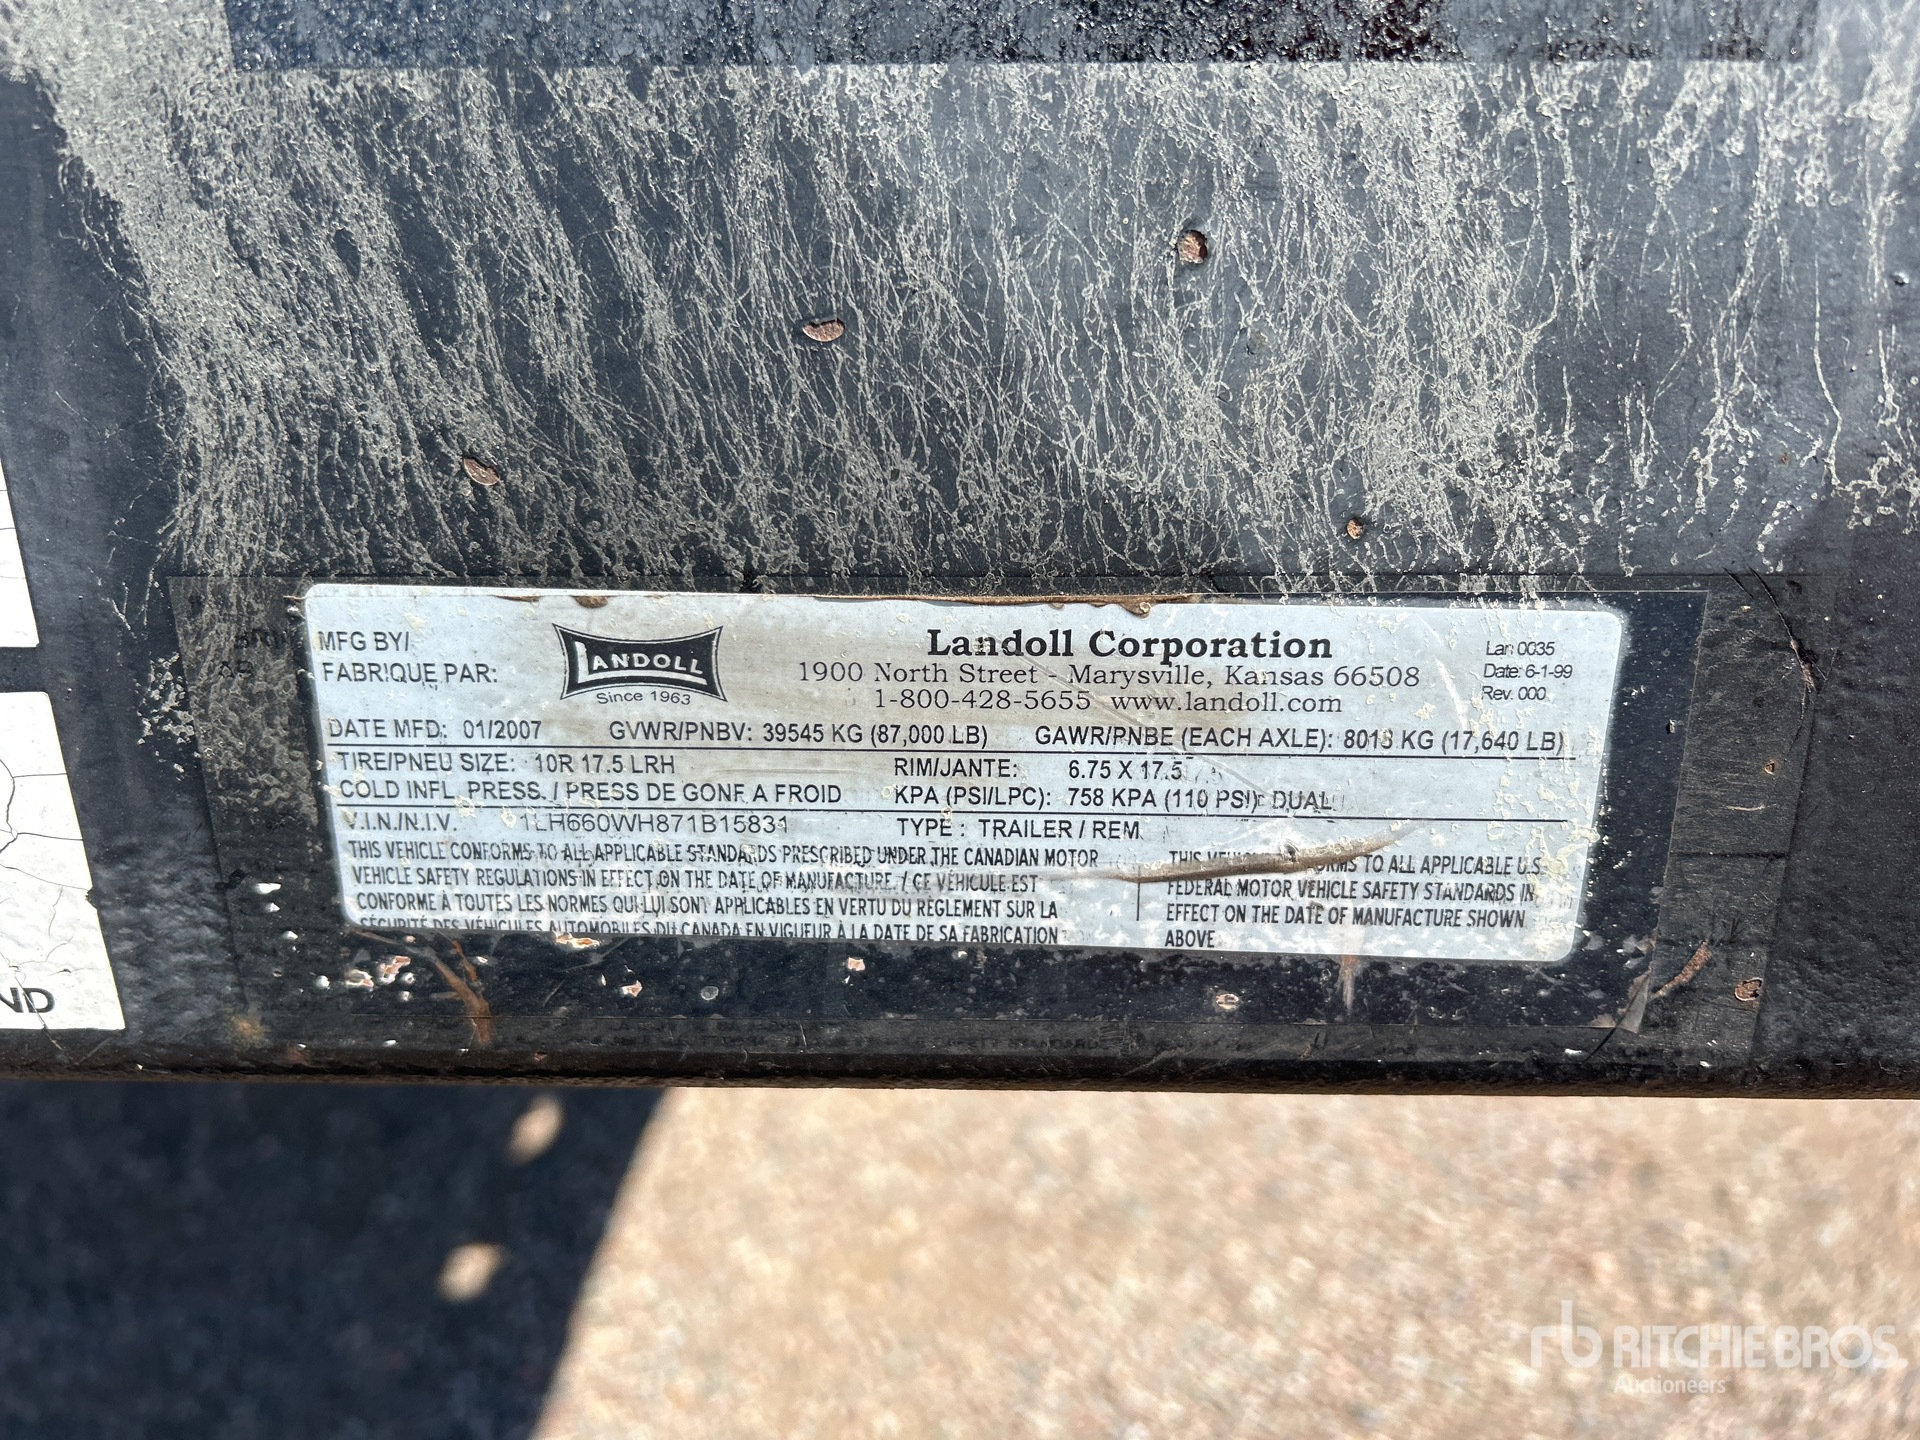 MFG BY/
FABRIQUE PAR:
LANDOLL
Since 1963
Landoll Corporation
1900 North Street - Marysville, Kansas 66508
1-800-428-5655 www.landoll.com
Lan 0035
Date: 6-1-99
Rev. 000
DATE MFD: 01/2007 GVWR/PNBV: 39545 KG (87,000 LB) GAWR/PNBE (EACH AXLE): 8018 KG (17,640 LB)
TIRE/PNEU SIZE: 10R 17.5 LRH RIM/JANTE: 6.75 X 17.5
COLD INFL. PRESS. / PRESS DE GONF. A FROID KPA (PSI/LPC): 758 KPA (110 PSI) DUAL
V.I.N./N.I.V. 1LH660WH871B15831 TYPE : TRAILER / REM
THIS VEHICLE CONFORMS TO ALL APPLICABLE STANDARDS PRESCRIBED UNDER THE CANADIAN MOTOR
VEHICLE SAFETY REGULATIONS IN EFFECT ON THE DATE OF MANUFACTURE. / CE VÉHICULE EST
CONFORME À TOUTES LES NORMES QUI LUI SONT APPLICABLES EN VERTU DU RÈGLEMENT SUR LA
SÉCURITÉ DES VÉHICULES AUTOMOBILES DU CANADA EN VIGUEUR À LA DATE DE SA FABRICATION
THIS VEHICLE CONFORMS TO ALL APPLICABLE U.S.
FEDERAL MOTOR VEHICLE SAFETY STANDARDS IN
EFFECT ON THE DATE OF MANUFACTURE SHOWN
ABOVE
ND
rb RITCHIE BROS
Auctioneers